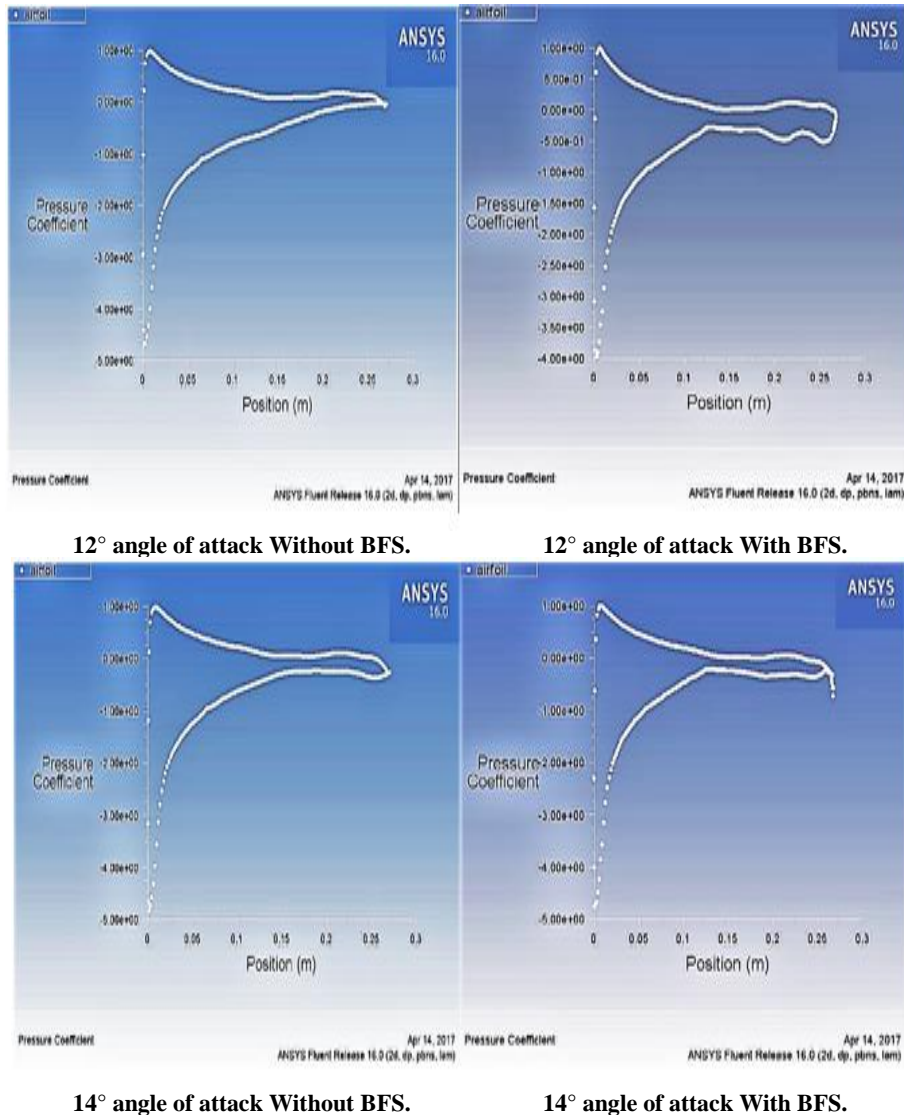 airfoil
ANSYS
16.0
1.00e+00
0.00e+00
-1.00e+00
-2.00e+00
-3.00e+00
-4.00e+00
-5.00e+00
Pressure
Coefficient
0 0.05 0.1 0.15 0.2 0.25 0.3
Position (m)
Pressure Coefficient
Apr 14, 2017
ANSYS Fluent Release 16.0 (2d, dp, pbns, lam)
12° angle of attack Without BFS.
airfoil
ANSYS
16.0
1.00e+00
5.00e-01
0.00e+00
-5.00e-01
-1.00e+00
-1.50e+00
-2.00e+00
-2.50e+00
-3.00e+00
-3.50e+00
-4.00e+00
Pressure
Coefficient
0 0.05 0.1 0.15 0.2 0.25 0.3
Position (m)
Pressure Coefficient
Apr 14, 2017
ANSYS Fluent Release 16.0 (2d, dp, pbns, lam)
12° angle of attack With BFS.
airfoil
ANSYS
16.0
1.00e+00
0.00e+00
-1.00e+00
-2.00e+00
-3.00e+00
-4.00e+00
-5.00e+00
Pressure
Coefficient
0 0.05 0.1 0.15 0.2 0.25 0.3
Position (m)
Pressure Coefficient
Apr 14, 2017
ANSYS Fluent Release 16.0 (2d, dp, pbns, lam)
14° angle of attack Without BFS.
airfoil
ANSYS
16.0
1.00e+00
0.00e+00
-1.00e+00
-2.00e+00
-3.00e+00
-4.00e+00
-5.00e+00
Pressure
Coefficient
0 0.05 0.1 0.15 0.2 0.25 0.3
Position (m)
Pressure Coefficient
Apr 14, 2017
ANSYS Fluent Release 16.0 (2d, dp, pbns, lam)
14° angle of attack With BFS.